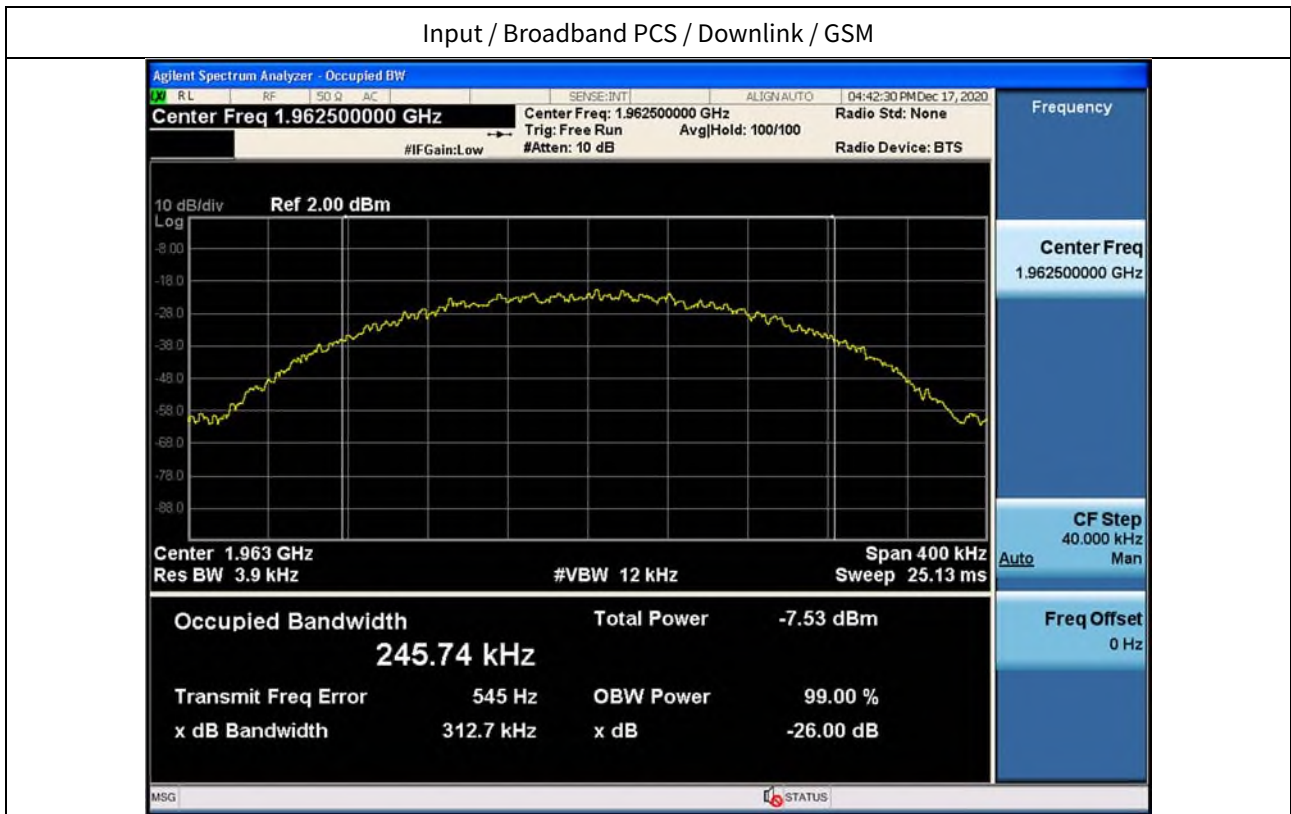 Input / Broadband PCS / Downlink / GSM
Agilent Spectrum Analyzer - Occupied BW
LXI RL RF 50 Ω AC SENSE:INT ALIGN AUTO 04:42:30 PM Dec 17, 2020
Center Freq 1.962500000 GHz Center Freq: 1.962500000 GHz Radio Std: None
Trig: Free Run Avg|Hold: 100/100
#IFGain:Low #Atten: 10 dB Radio Device: BTS
10 dB/div Ref 2.00 dBm
Log
-8.00
-18.0
-28.0
-38.0
-48.0
-58.0
-68.0
-78.0
-88.0
Center 1.963 GHz Span 400 kHz
Res BW 3.9 kHz #VBW 12 kHz Sweep 25.13 ms
Occupied Bandwidth Total Power -7.53 dBm
245.74 kHz
Transmit Freq Error 545 Hz OBW Power 99.00 %
x dB Bandwidth 312.7 kHz x dB -26.00 dB
MSG STATUS
Frequency
Center Freq
1.962500000 GHz
CF Step
40.000 kHz
Auto Man
Freq Offset
0 Hz